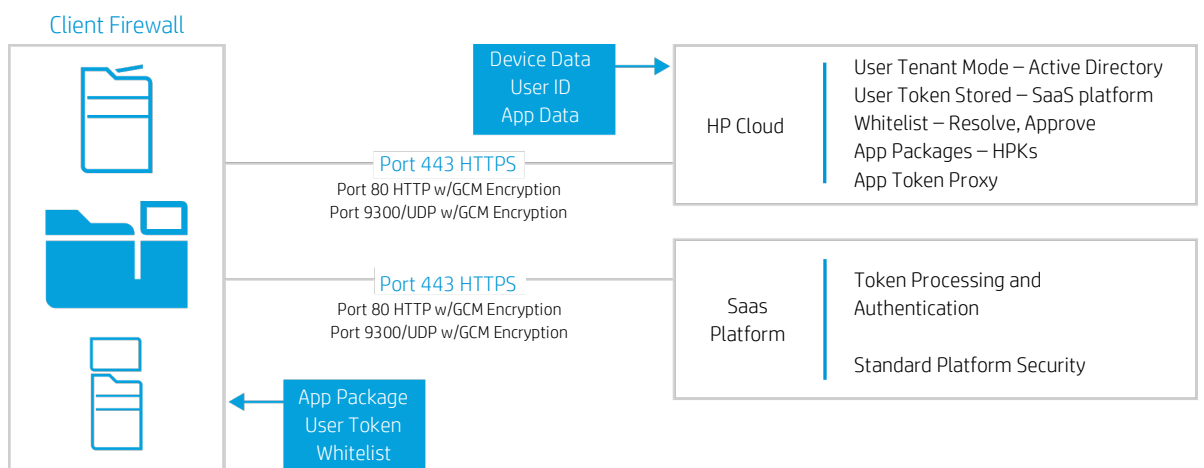 Client Firewall
Device Data
User ID
App Data
HP Cloud
User Tenant Mode – Active Directory
User Token Stored – SaaS platform
Whitelist – Resolve, Approve
App Packages – HPKs
App Token Proxy
Port 443 HTTPS
Port 80 HTTP w/GCM Encryption
Port 9300/UDP w/GCM Encryption
Port 443 HTTPS
Port 80 HTTP w/GCM Encryption
Port 9300/UDP w/GCM Encryption
Saas
Platform
Token Processing and
Authentication
Standard Platform Security
App Package
User Token
Whitelist